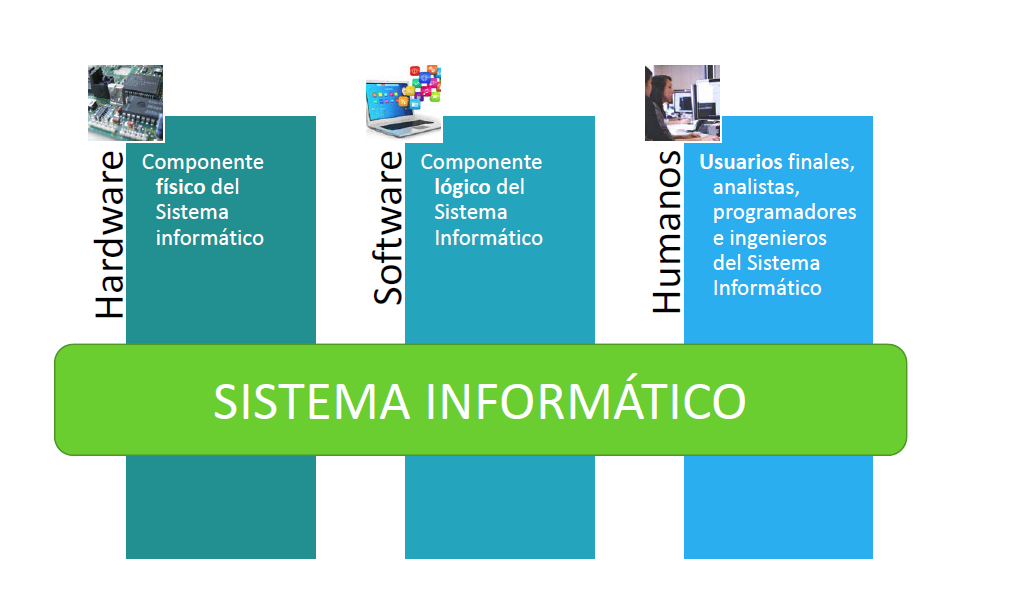 Hardware
Componente
físico del
Sistema
informático
Software
Componente
lógico del
Sistema
Informático
Humanos
Usuarios finales,
analistas,
programadores
e ingenieros
del Sistema
Informático
SISTEMA INFORMÁTICO